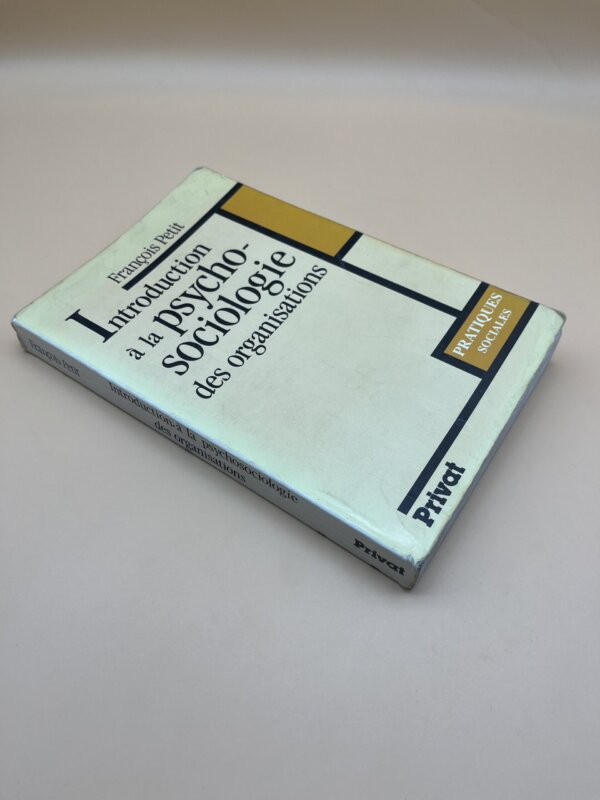 François Petit
Introduction
à la psycho-
sociologie
des organisations
PRATIQUES
SOCIALES
Privat
François Petit
Introduction à la psychosociologie
des organisations
Privat